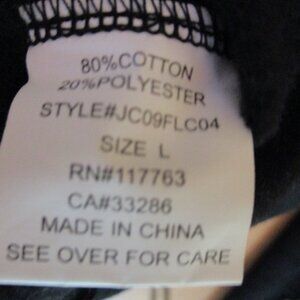 80%COTTON
20%POLYESTER
STYLE#JC09FLC04
SIZE L
RN#117763
CA#33286
MADE IN CHINA
SEE OVER FOR CARE